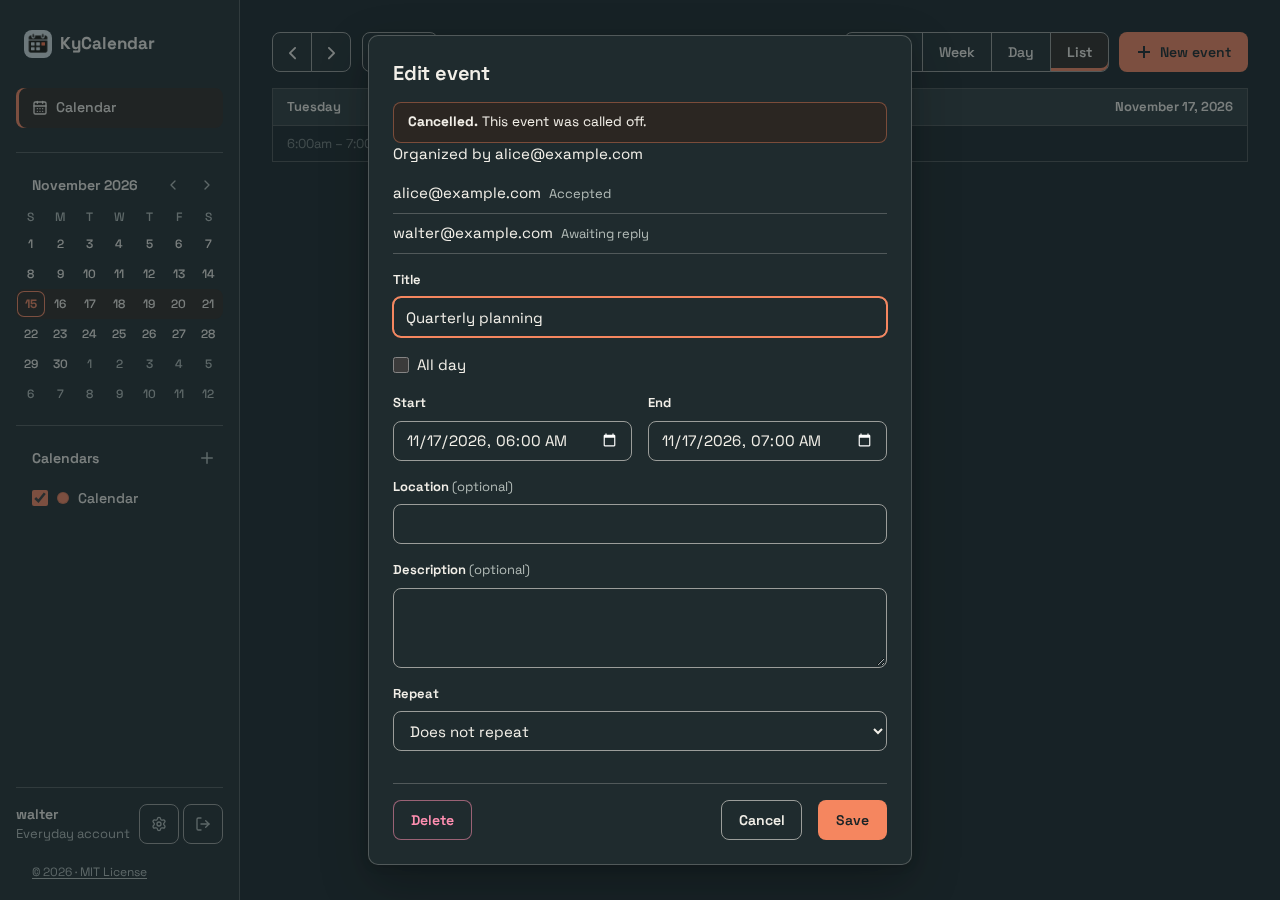 KyCalendar
Calendar
November 2026
S M T W T F S
1 2 3 4 5 6 7
8 9 10 11 12 13 14
15 16 17 18 19 20 21
22 23 24 25 26 27 28
29 30 1 2 3 4 5
6 7 8 9 10 11 12
Calendars
Calendar
walter
Everyday account
© 2026 · MIT License
Week Day List New event
Tuesday November 17, 2026
6:00am – 7:00
Edit event
Cancelled. This event was called off.
Organized by alice@example.com
alice@example.com Accepted
walter@example.com Awaiting reply
Title
Quarterly planning
All day
Start End
11/17/2026, 06:00 AM 11/17/2026, 07:00 AM
Location (optional)
Description (optional)
Repeat
Does not repeat
Delete Cancel Save